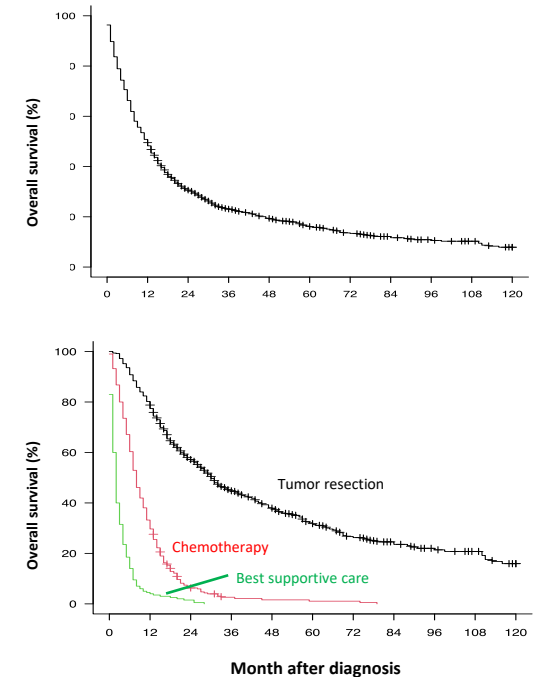 100
0
0
0
0
0
Overall survival (%)
0 12 24 36 48 60 72 84 96 108 120
100
80
60
40
20
0
Overall survival (%)
Tumor resection
Chemotherapy
Best supportive care
0 12 24 36 48 60 72 84 96 108 120
Month after diagnosis